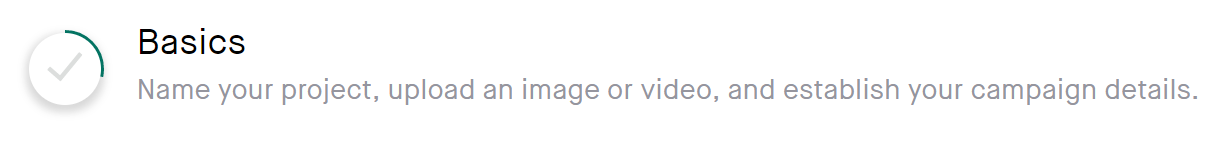 Basics
Name your project, upload an image or video, and establish your campaign details.